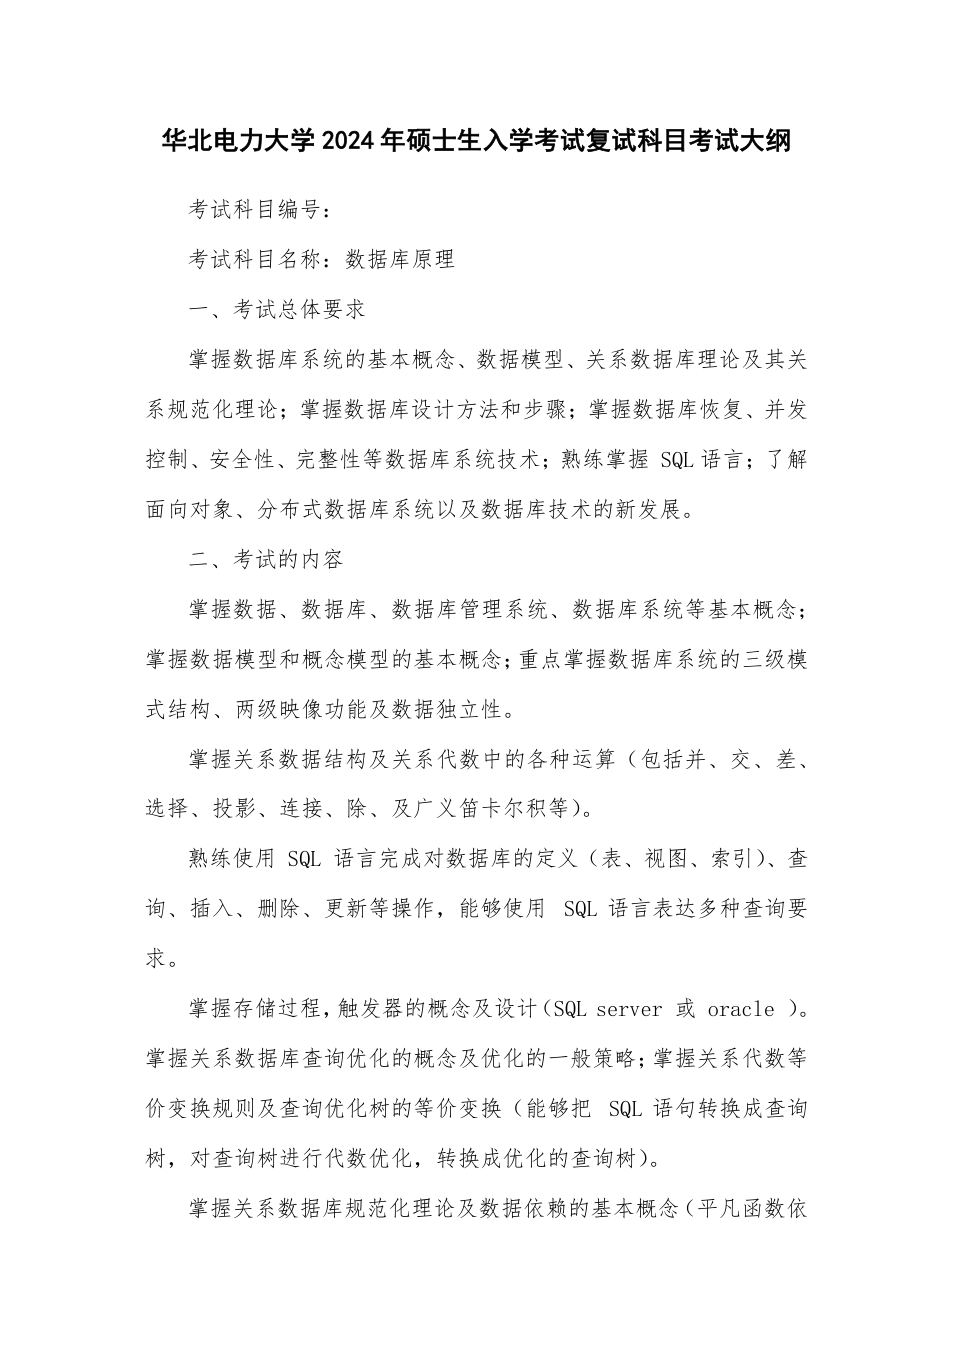 华北电力大学 2024 年硕士生入学考试复试科目考试大纲
考试科目编号：
考试科目名称：数据库原理
一、考试总体要求
掌握数据库系统的基本概念、数据模型、关系数据库理论及其关
系规范化理论；掌握数据库设计方法和步骤；掌握数据库恢复、并发
控制、安全性、完整性等数据库系统技术；熟练掌握 SQL 语言；了解
面向对象、分布式数据库系统以及数据库技术的新发展。
二、考试的内容
掌握数据、数据库、数据库管理系统、数据库系统等基本概念；
掌握数据模型和概念模型的基本概念；重点掌握数据库系统的三级模
式结构、两级映像功能及数据独立性。
掌握关系数据结构及关系代数中的各种运算（包括并、交、差、
选择、投影、连接、除、及广义笛卡尔积等）。
熟练使用 SQL 语言完成对数据库的定义（表、视图、索引）、查
询、插入、删除、更新等操作，能够使用 SQL 语言表达多种查询要
求。
掌握存储过程，触发器的概念及设计（SQL server 或 oracle ）。
掌握关系数据库查询优化的概念及优化的一般策略；掌握关系代数等
价变换规则及查询优化树的等价变换（能够把 SQL 语句转换成查询
树，对查询树进行代数优化，转换成优化的查询树）。
掌握关系数据库规范化理论及数据依赖的基本概念（平凡函数依